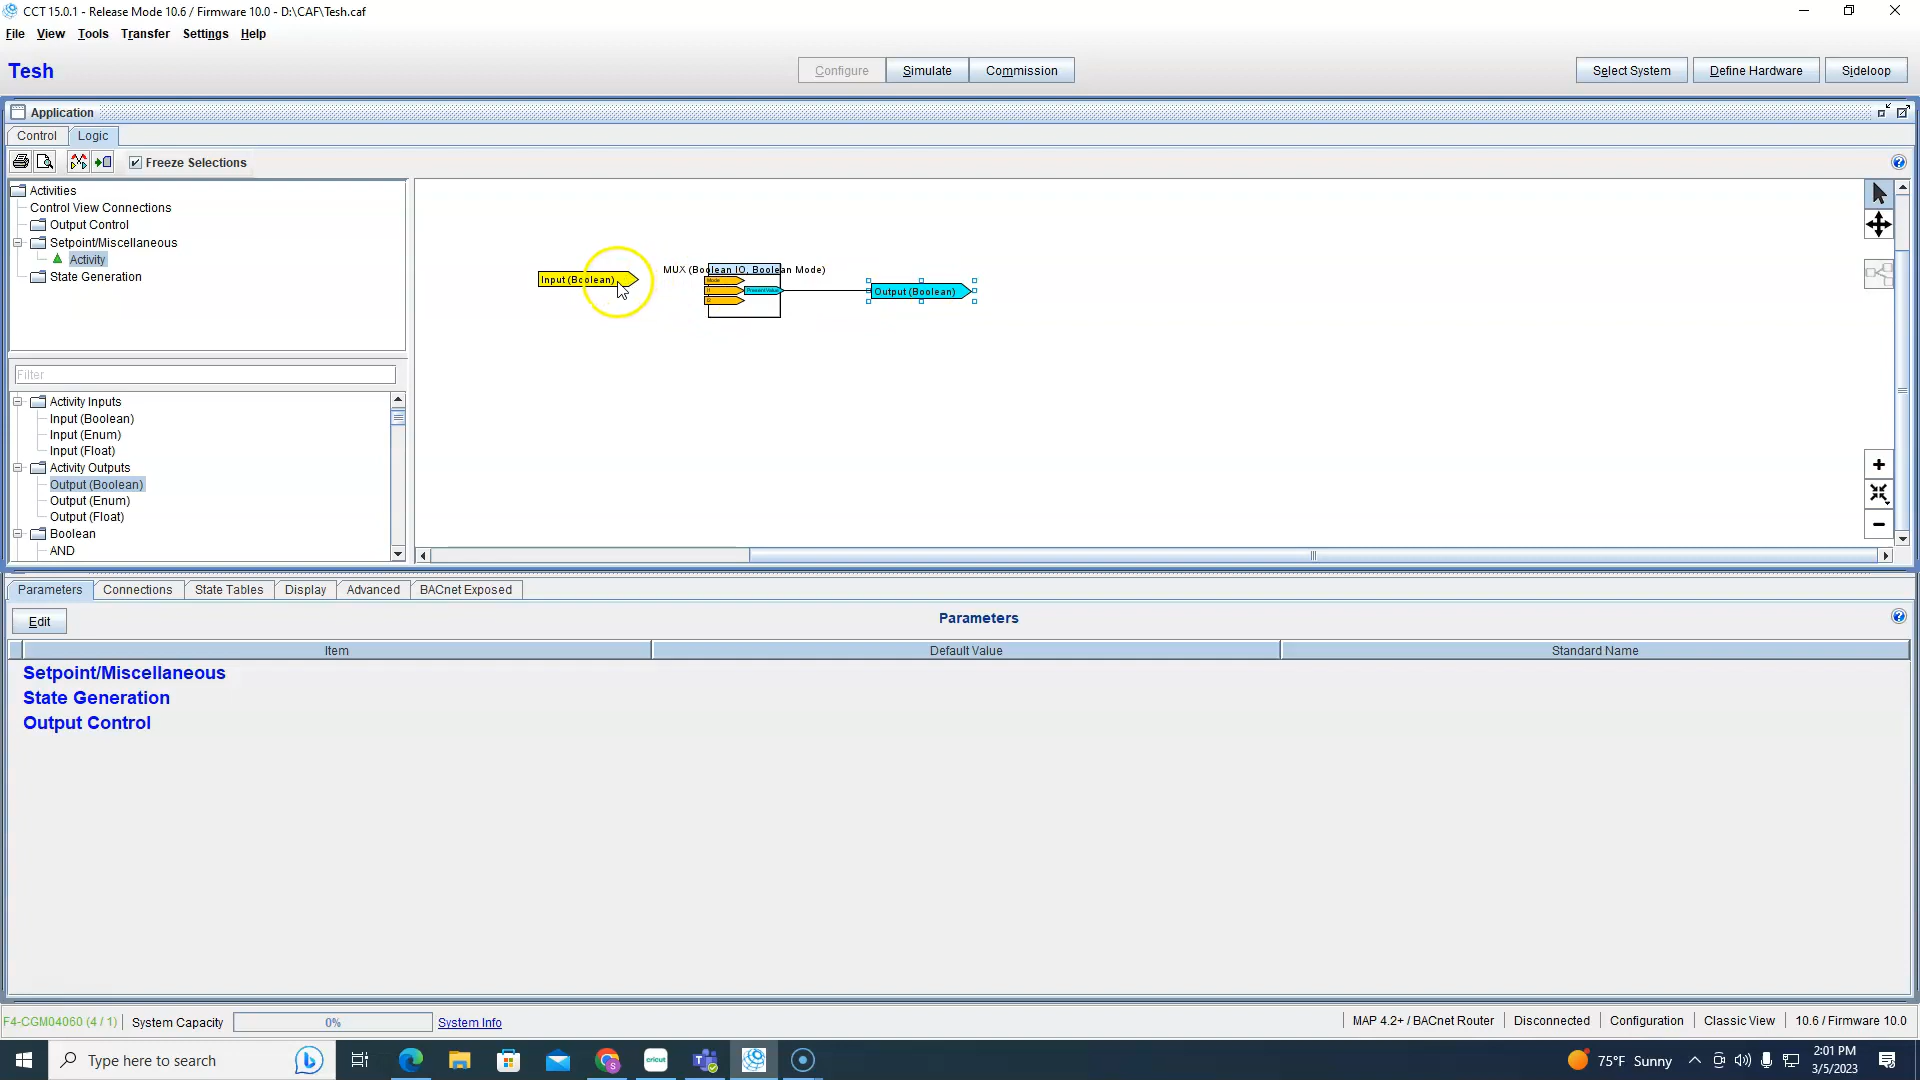 CCT 15.0.1 - Release Mode 10.6 / Firmware 10.0 - D:\CAF\Tesh.caf
File View Tools Transfer Settings Help
Tesh
Configure Simulate Commission Select System Define Hardware Sideloop
Application
Control Logic
Freeze Selections
Activities
Control View Connections
Output Control
Setpoint/Miscellaneous
Activity
State Generation
Filter
Activity Inputs
Input (Boolean)
Input (Enum)
Input (Float)
Activity Outputs
Output (Boolean)
Output (Enum)
Output (Float)
Boolean
AND
Input (Boolean)
MUX (Boolean IO, Boolean Mode)
Mode
PresentValue
Output (Boolean)
Parameters Connections State Tables Display Advanced BACnet Exposed
Edit
Parameters
Item Default Value Standard Name
Setpoint/Miscellaneous
State Generation
Output Control
F4-CGM04060 (4 / 1) System Capacity 0% System Info MAP 4.2+ / BACnet Router Disconnected Configuration Classic View 10.6 / Firmware 10.0
Type here to search
cricut
75°F Sunny
2:01 PM
3/5/2023